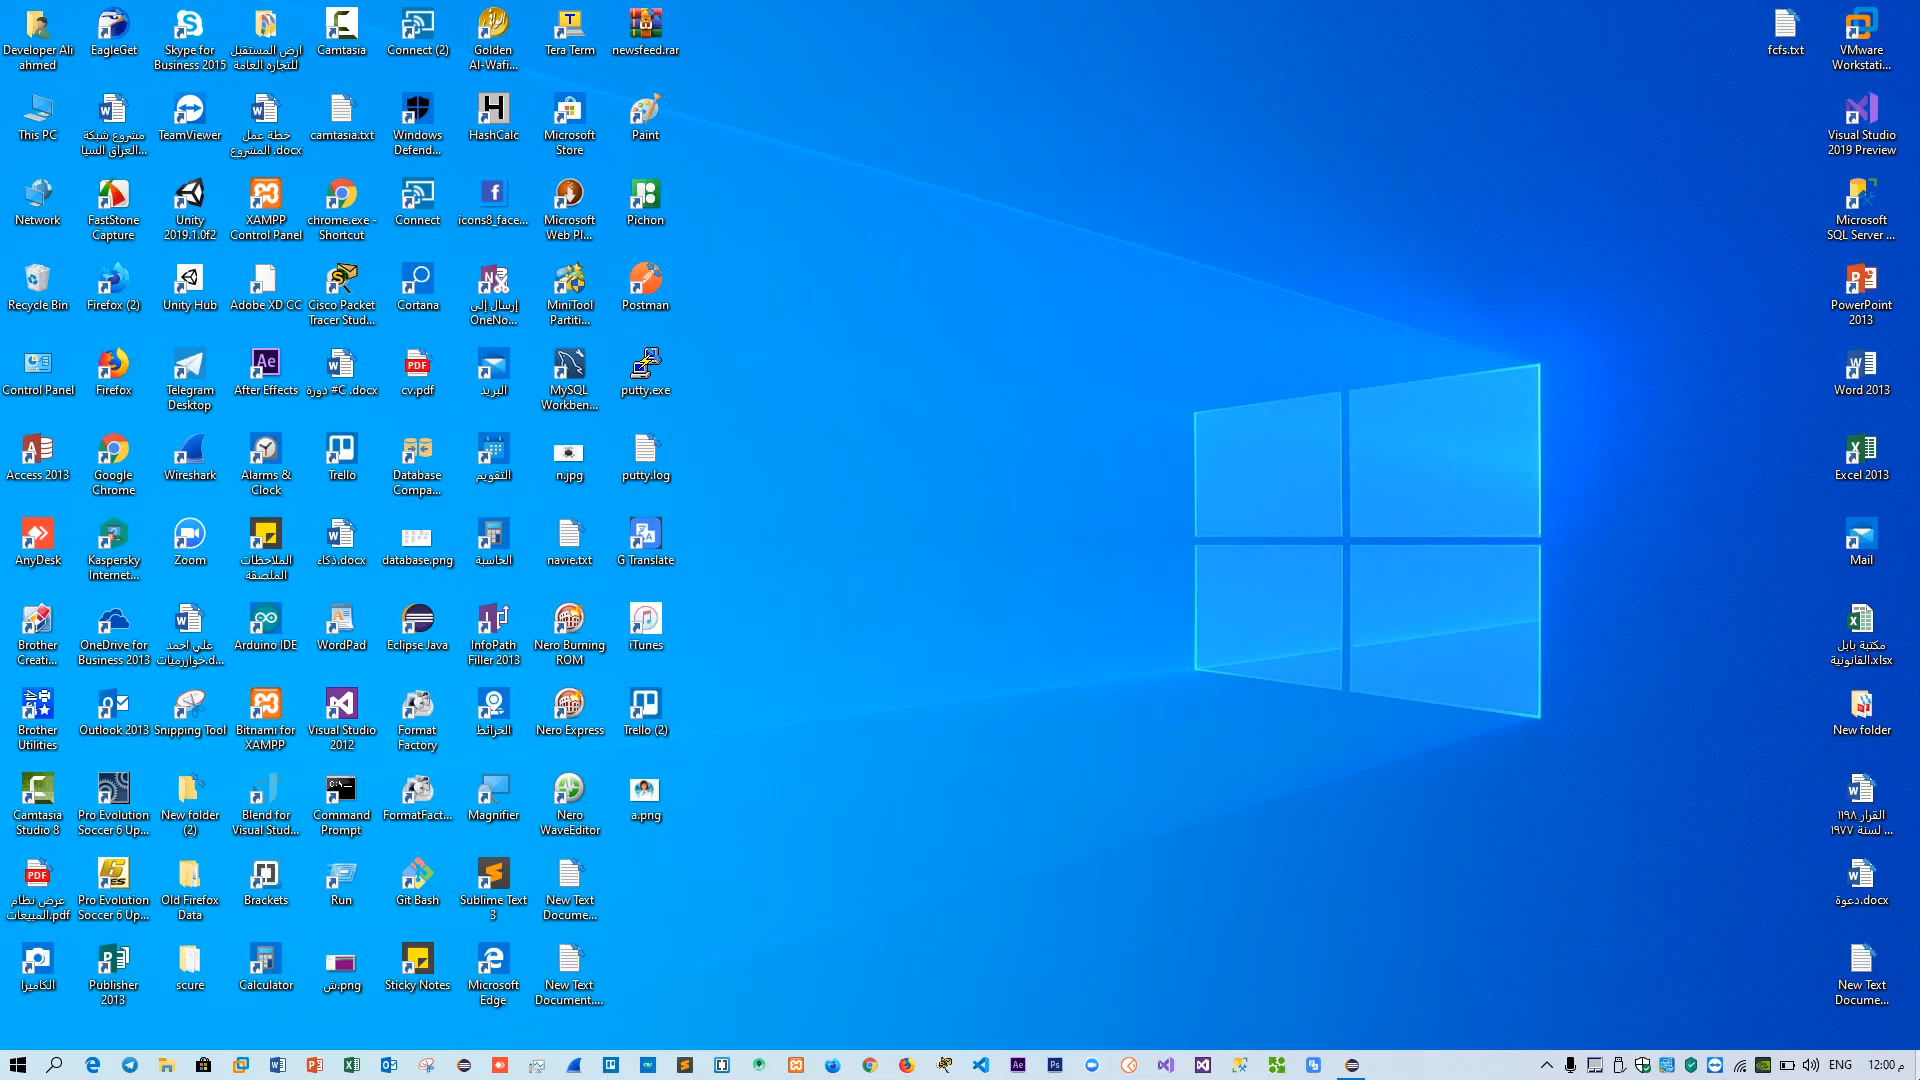 Developer Ali
ahmed
EagleGet
Skype for
Business 2015
ارض المستقبل
للتجاره العامة
Camtasia
Connect (2)
Golden
Al-Wafi...
Tera Term
newsfeed.rar
fcfs.txt
VMware
Workstati...
This PC
مشروع شبكة
العراق السيا...
TeamViewer
خطة عمل
المشروع .docx
camtasia.txt
Windows
Defend...
HashCalc
Microsoft
Store
Paint
Visual Studio
2019 Preview
Network
FastStone
Capture
Unity
2019.1.0f2
XAMPP
Control Panel
chrome.exe -
Shortcut
Connect
icons8_face...
Microsoft
Web Pl...
Pichon
Microsoft
SQL Server ...
Recycle Bin
Firefox (2)
Unity Hub
Adobe XD CC
Cisco Packet
Tracer Stud...
Cortana
إرسال إلى
OneNo...
MiniTool
Partiti...
Postman
PowerPoint
2013
Control Panel
Firefox
Telegram
Desktop
After Effects
دورة #C .docx
cv.pdf
البريد
MySQL
Workben...
putty.exe
Word 2013
Access 2013
Google
Chrome
Wireshark
Alarms &
Clock
Trello
Database
Compa...
التقويم
n.jpg
putty.log
Excel 2013
AnyDesk
Kaspersky
Internet...
Zoom
الملاحظات
الملصقة
ذكاء.docx
database.png
الحاسبة
navie.txt
G Translate
Mail
Brother
Creati...
OneDrive for
Business 2013
علي احمد
خوارزميات.d...
Arduino IDE
WordPad
Eclipse Java
InfoPath
Filler 2013
Nero Burning
ROM
iTunes
مكتبة بابل
القانونية.xlsx
Brother
Utilities
Outlook 2013
Snipping Tool
Bitnami for
XAMPP
Visual Studio
2012
Format
Factory
الخرائط
Nero Express
Trello (2)
New folder
Camtasia
Studio 8
Pro Evolution
Soccer 6 Up...
New folder
(2)
Blend for
Visual Stud...
Command
Prompt
FormatFact...
Magnifier
Nero
WaveEditor
a.png
القرار ١١٩٨
لسنة ١٩٧٧ ...
عرض نظام
المبيعات.pdf
Pro Evolution
Soccer 6 Up...
Old Firefox
Data
Brackets
Run
Git Bash
Sublime Text
3
New Text
Docume...
دعوة.docx
الكاميرا
Publisher
2013
scure
Calculator
ش.png
Sticky Notes
Microsoft
Edge
New Text
Document....
New Text
Docume...
ENG
12:00 م